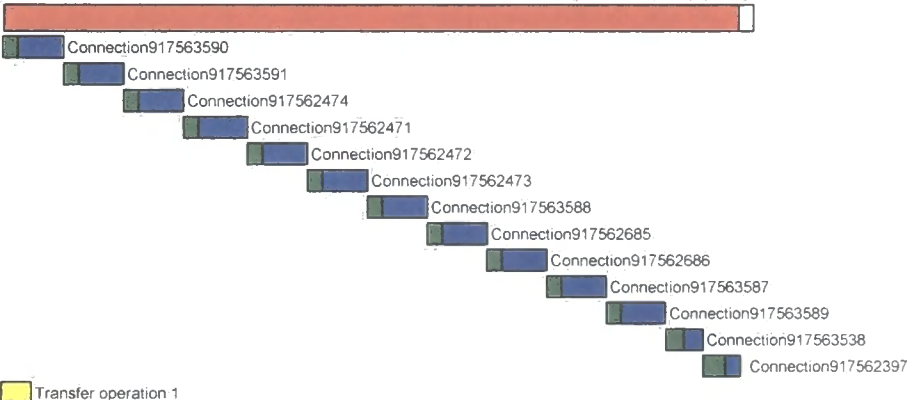 Connection917563590
Connection917563591
Connection917562474
Connection917562471
Connection917562472
Connection917562473
Connection917563588
Connection917562685
Connection917562686
Connection917563587
Connection917563589
Connection917563538
Connection917562397
Transfer operation 1